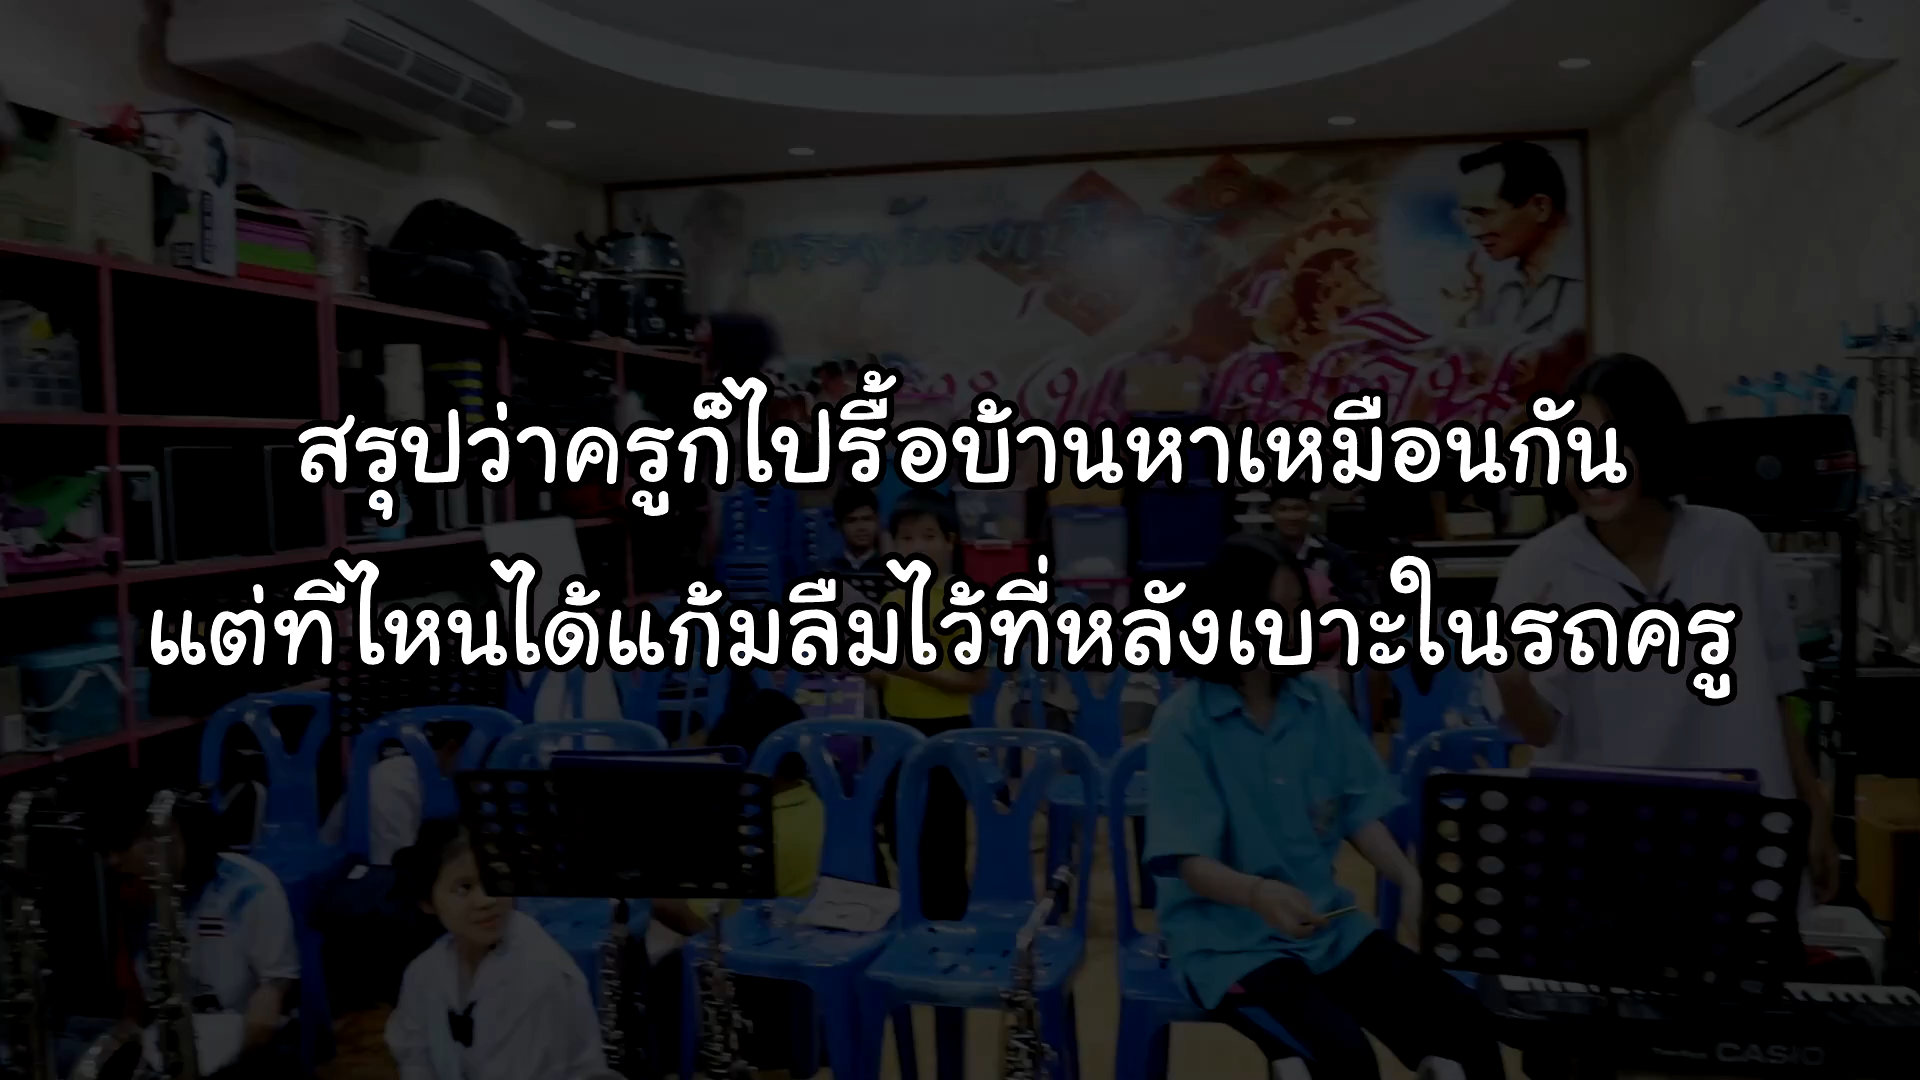 สรุปว่าครูก็ไปรื้อบ้านหาเหมือนกัน
แต่ที่ไหนได้แก้มลืมไว้ที่หลังเบาะในรถครู
CASIO